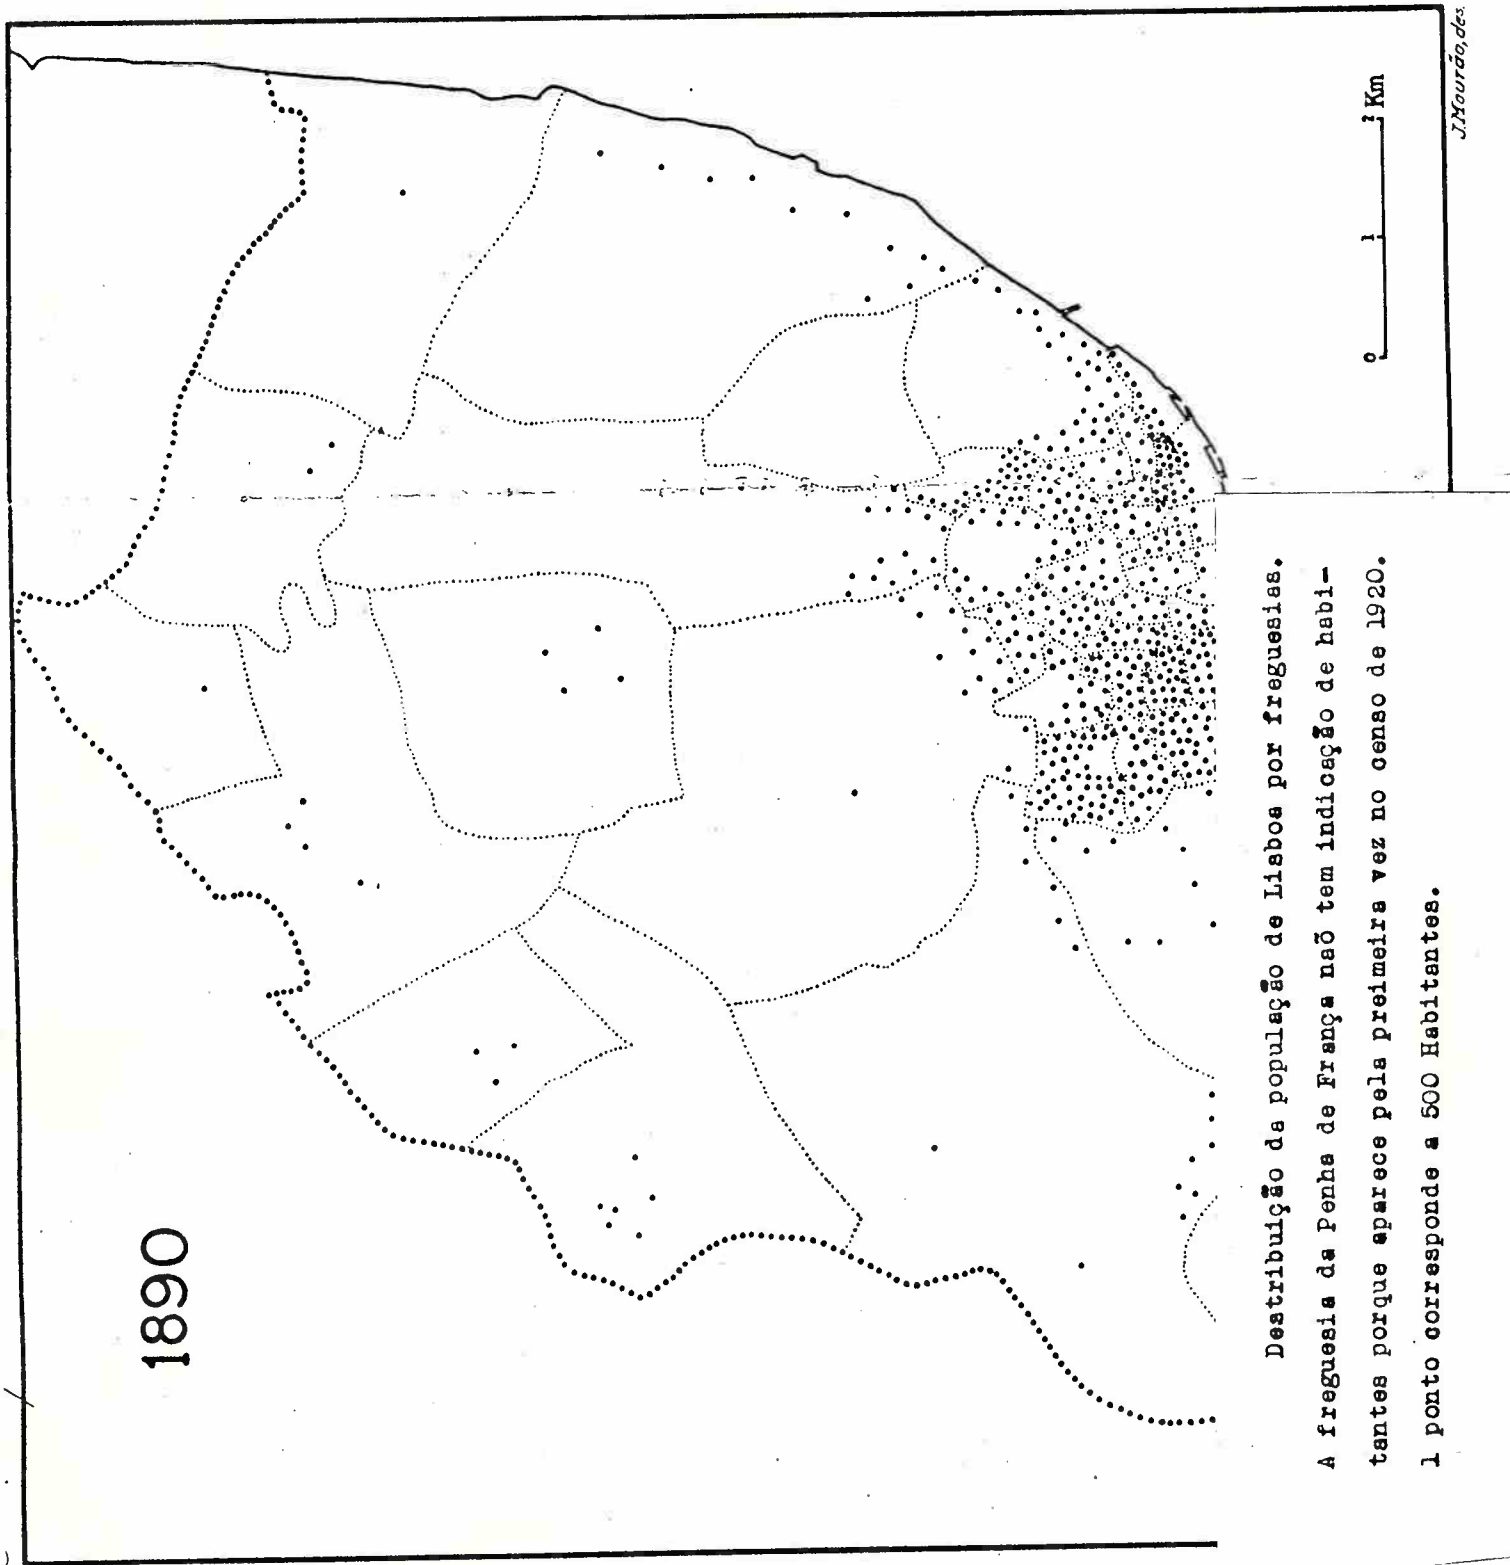 1890
Destribuição da população de Lisboa por freguesias.
A freguesia da Penha de França naõ tem indicação de habi-
tantes porque aparece pela preimeira vez no censo de 1920.
1 ponto corresponde a 500 Habitantes.
0 1 2 Km
J. Mourão, des.